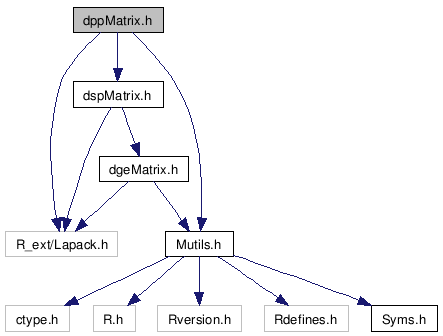 dppMatrix.h
dspMatrix.h
dgeMatrix.h
R_ext/Lapack.h
Mutils.h
ctype.h
R.h
Rversion.h
Rdefines.h
Syms.h